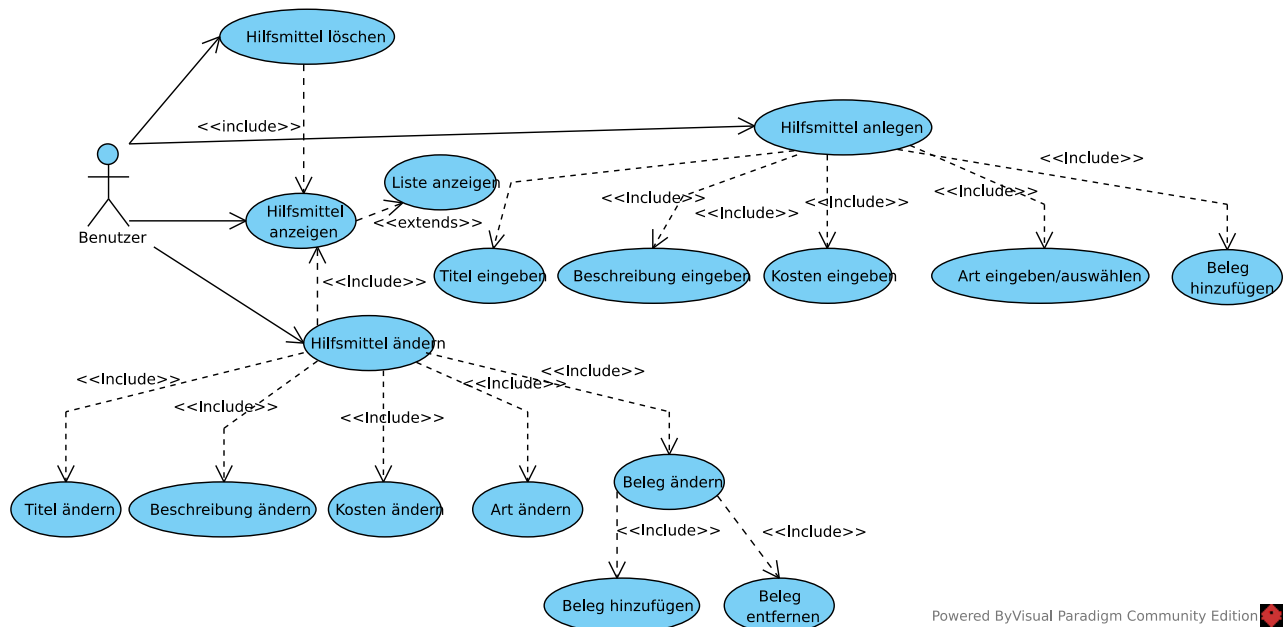 Hilfsmittel löschen
<<include>>
Hilfsmittel anlegen
<<Include>>
Liste anzeigen
<<Include>>
<<Include>>
<<Include>>
<<Include>>
Hilfsmittel
anzeigen
<<extends>>
Benutzer
Titel eingeben
Beschreibung eingeben
Kosten eingeben
Art eingeben/auswählen
Beleg
hinzufügen
<<Include>>
Hilfsmittel ändern
<<Include>>
<<Include>>
<<Include>>
<<Include>>
<<Include>>
Titel ändern
Beschreibung ändern
Kosten ändern
Art ändern
Beleg ändern
<<Include>>
<<Include>>
Beleg hinzufügen
Beleg
entfernen
Powered ByVisual Paradigm Community Edition